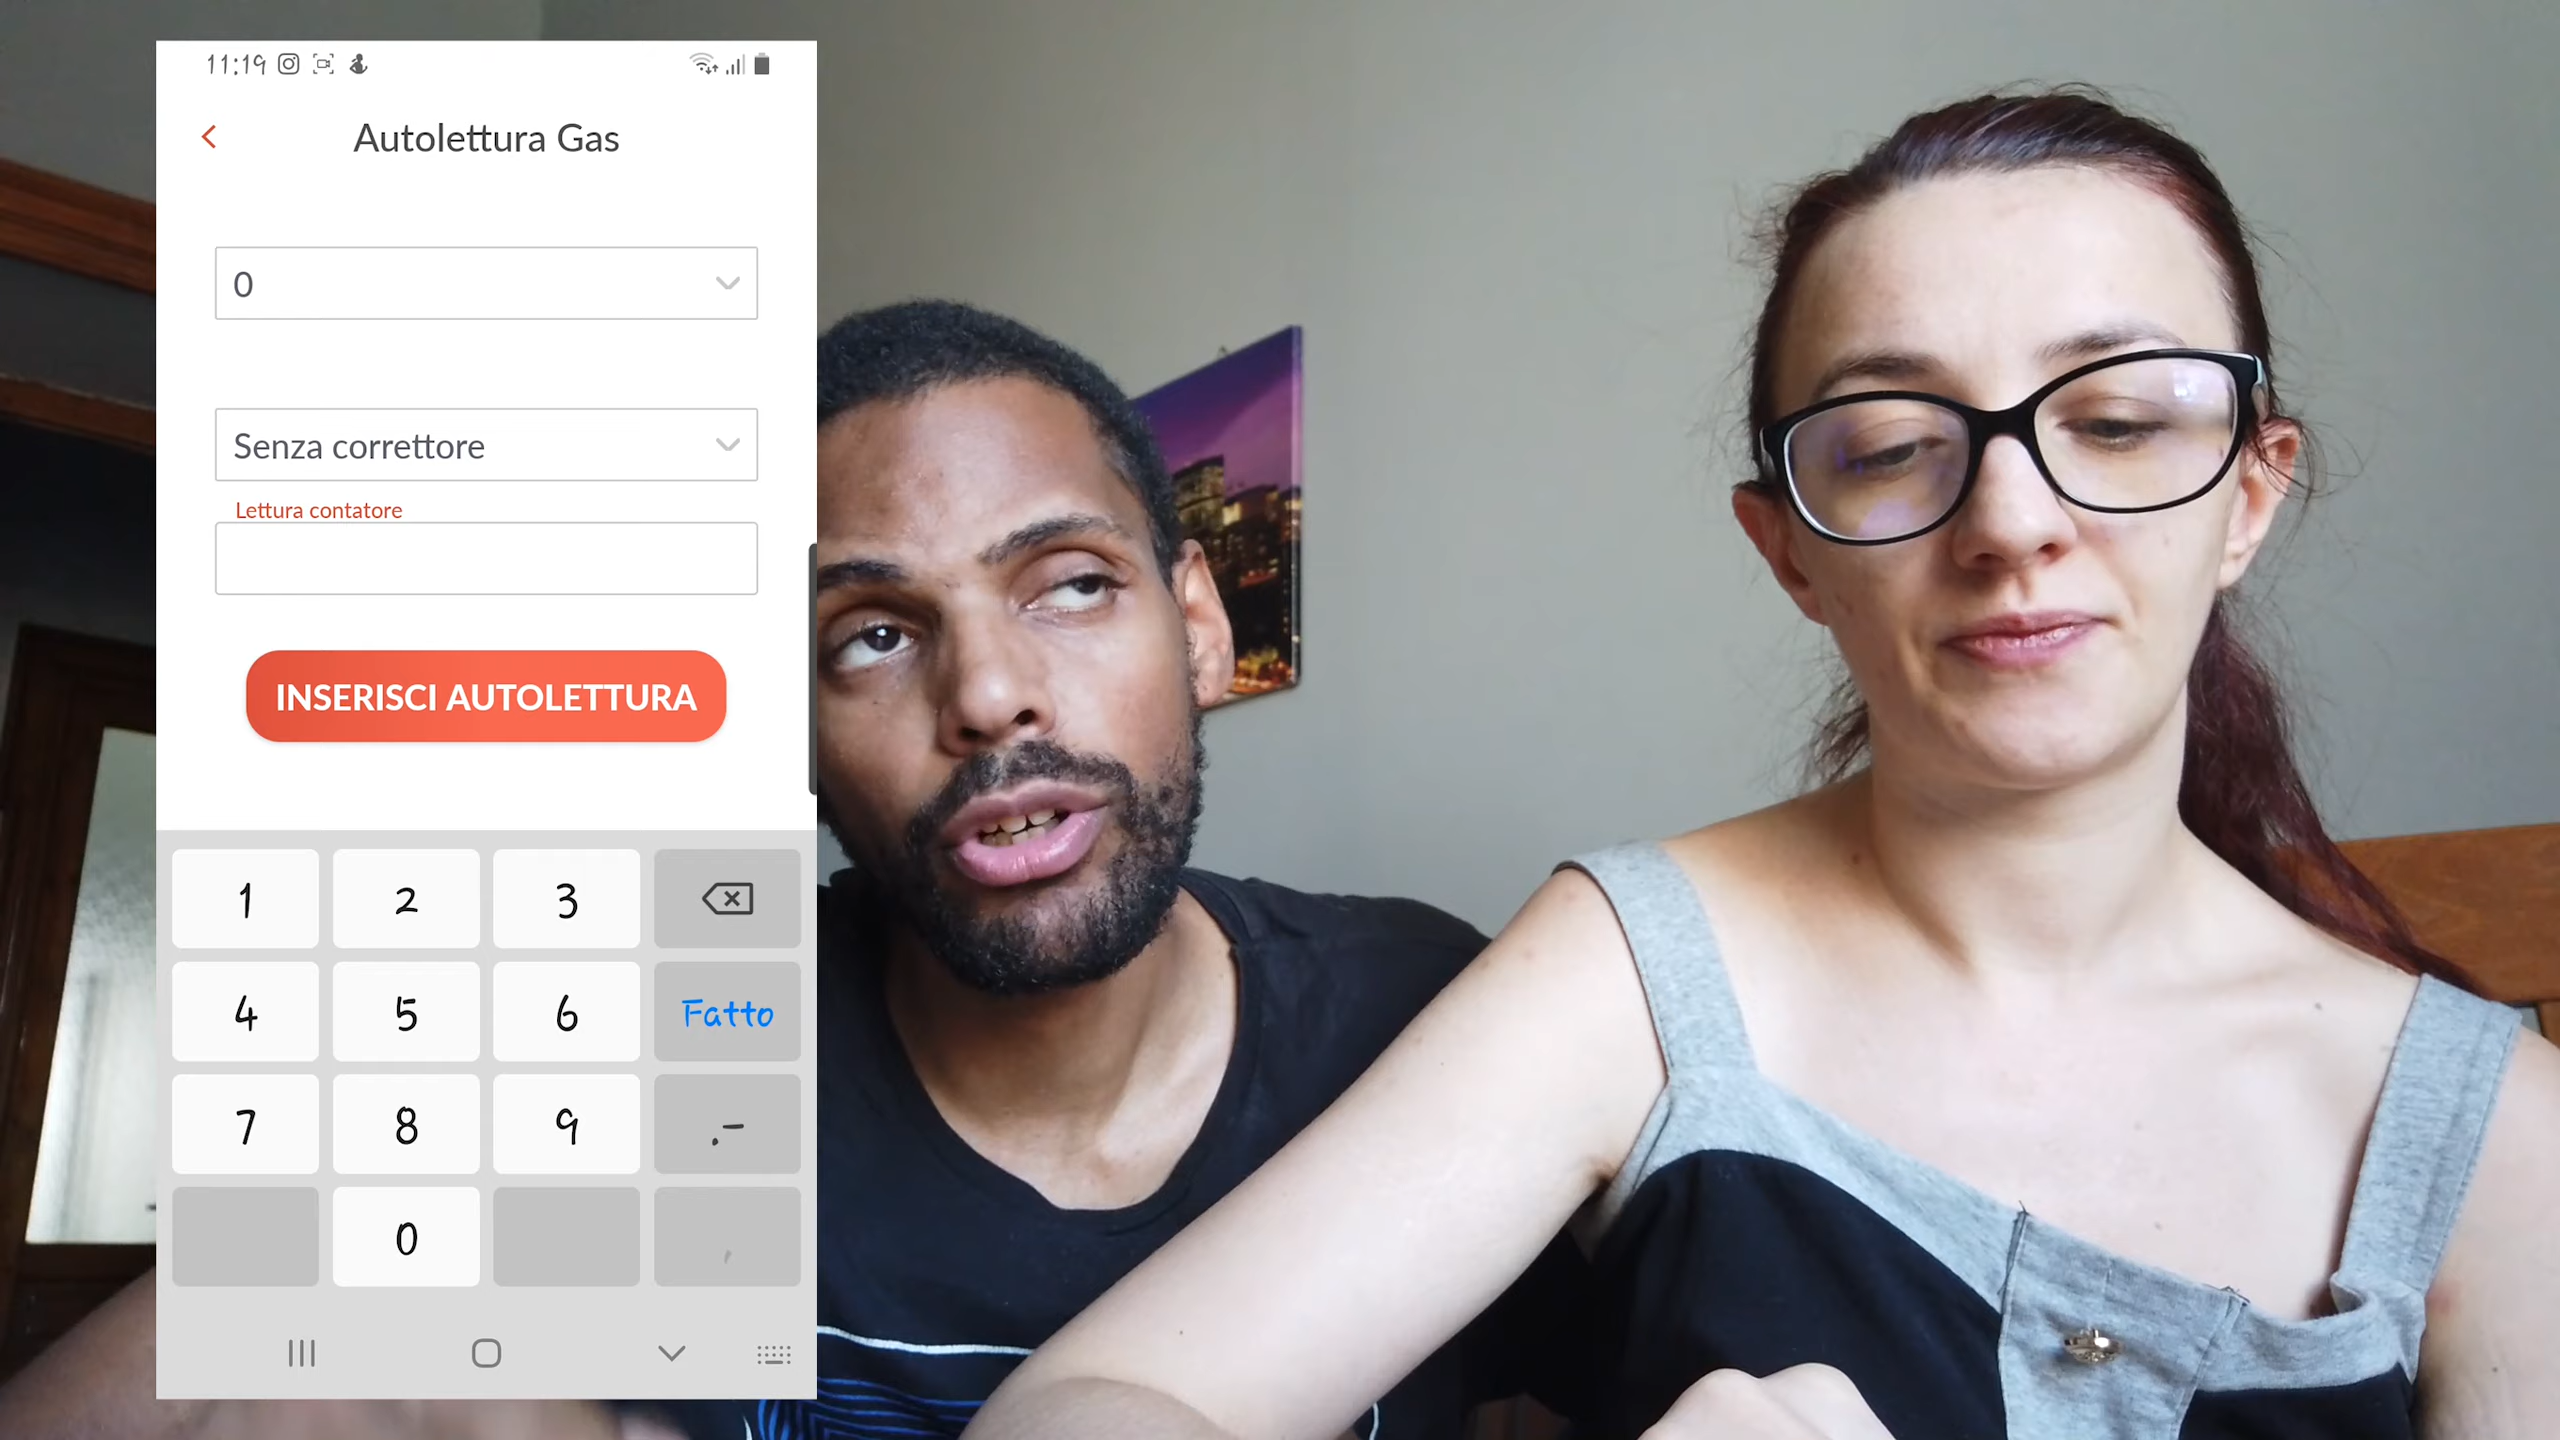 11:19
Autolettura Gas
0
Senza correttore
Lettura contatore
INSERISCI AUTOLETTURA
1 2 3
4 5 6 Fatto
7 8 9 .-
0 ,